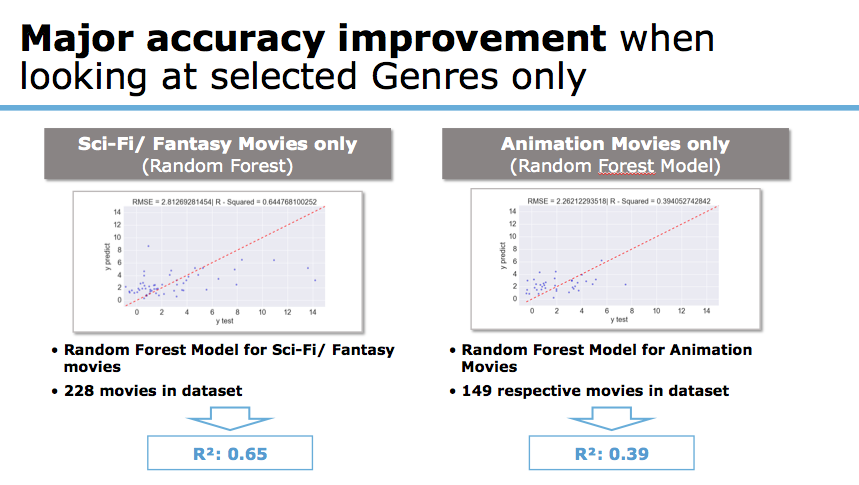 Major accuracy improvement when
looking at selected Genres only
Sci-Fi/ Fantasy Movies only
(Random Forest)
RMSE = 2.81269281454| R - Squared = 0.644768100252
14
12
10
8
6
4
2
0
y predict
0 2 4 6 8 10 12 14
y test
• Random Forest Model for Sci-Fi/ Fantasy
movies
• 228 movies in dataset
R²: 0.65
Animation Movies only
(Random Forest Model)
RMSE = 2.26212293518| R - Squared = 0.394052742842
14
12
10
8
6
4
2
0
y predict
0 2 4 6 8 10 12 14
y test
• Random Forest Model for Animation
Movies
• 149 respective movies in dataset
R²: 0.39